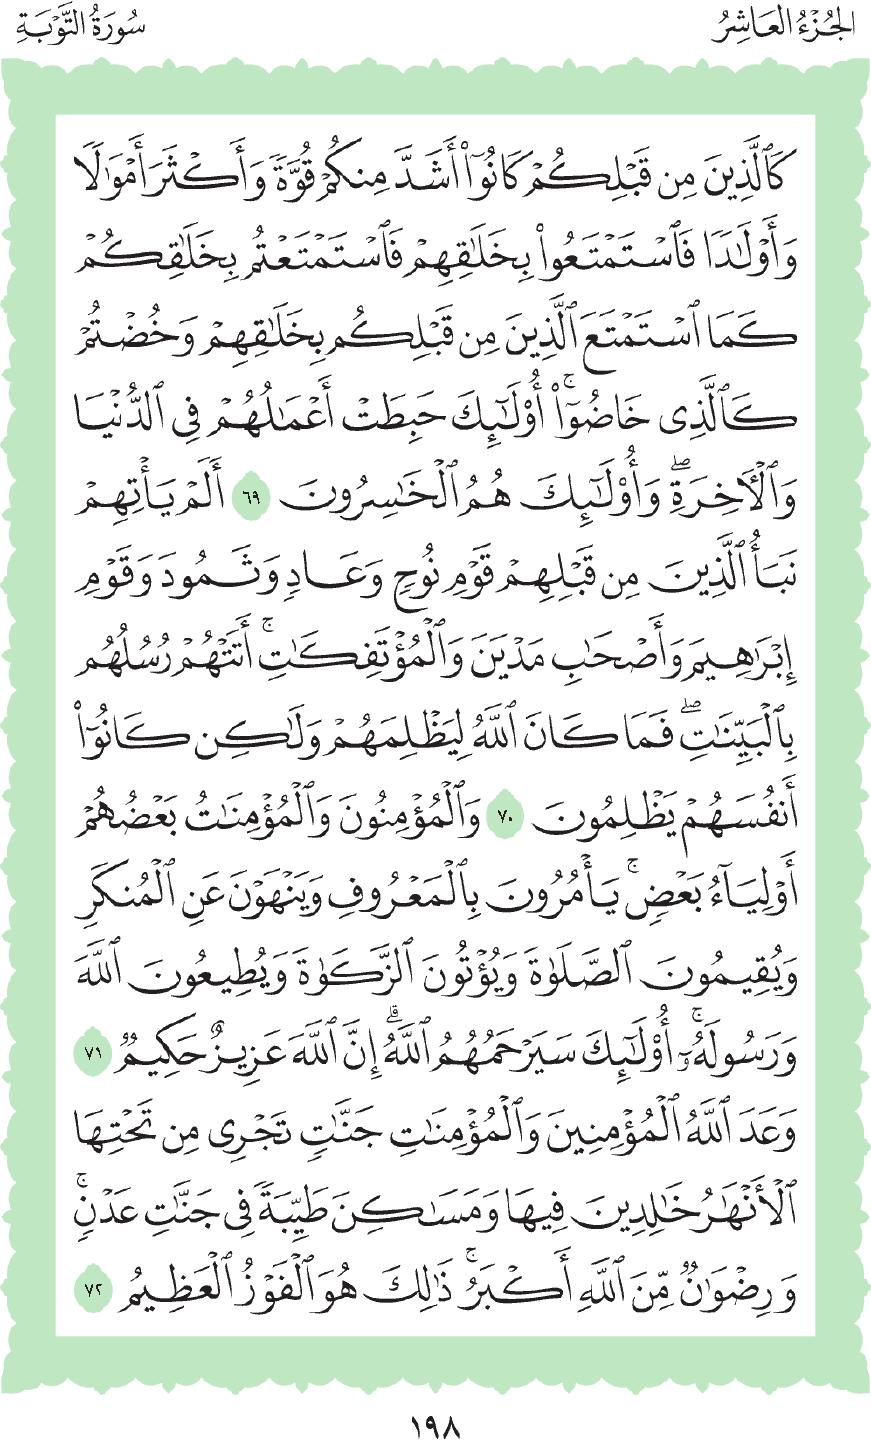 الجُزْءُ العَاشِرُ
سُورَةُ التَّوْبَةِ
كَٱلَّذِينَ مِن قَبْلِكُمْ كَانُوٓا۟ أَشَدَّ مِنكُمْ قُوَّةً وَأَكْثَرَ أَمْوَٰلًا
وَأَوْلَٰدًا فَٱسْتَمْتَعُوا۟ بِخَلَٰقِهِمْ فَٱسْتَمْتَعْتُم بِخَلَٰقِكُمْ
كَمَا ٱسْتَمْتَعَ ٱلَّذِينَ مِن قَبْلِكُم بِخَلَٰقِهِمْ وَخُضْتُمْ
كَٱلَّذِى خَاضُوٓا۟ۚ أُو۟لَٰٓئِكَ حَبِطَتْ أَعْمَٰلُهُمْ فِى ٱلدُّنْيَا
وَٱلْءَاخِرَةِۖ وَأُو۟لَٰٓئِكَ هُمُ ٱلْخَٰسِرُونَ ٦٩ أَلَمْ يَأْتِهِمْ
نَبَأُ ٱلَّذِينَ مِن قَبْلِهِمْ قَوْمِ نُوحٍ وَعَادٍ وَثَمُودَ وَقَوْمِ
إِبْرَٰهِيمَ وَأَصْحَٰبِ مَدْيَنَ وَٱلْمُؤْتَفِكَٰتِۚ أَتَتْهُمْ رُسُلُهُم
بِٱلْبَيِّنَٰتِۖ فَمَا كَانَ ٱللَّهُ لِيَظْلِمَهُمْ وَلَٰكِن كَانُوٓا۟
أَنفُسَهُمْ يَظْلِمُونَ ٧٠ وَٱلْمُؤْمِنُونَ وَٱلْمُؤْمِنَٰتُ بَعْضُهُمْ
أَوْلِيَآءُ بَعْضٍۚ يَأْمُرُونَ بِٱلْمَعْرُوفِ وَيَنْهَوْنَ عَنِ ٱلْمُنكَرِ
وَيُقِيمُونَ ٱلصَّلَوٰةَ وَيُؤْتُونَ ٱلزَّكَوٰةَ وَيُطِيعُونَ ٱللَّهَ
وَرَسُولَهُۥٓۚ أُو۟لَٰٓئِكَ سَيَرْحَمُهُمُ ٱللَّهُۗ إِنَّ ٱللَّهَ عَزِيزٌ حَكِيمٌ ٧١
وَعَدَ ٱللَّهُ ٱلْمُؤْمِنِينَ وَٱلْمُؤْمِنَٰتِ جَنَّٰتٍ تَجْرِى مِن تَحْتِهَا
ٱلْأَنْهَٰرُ خَٰلِدِينَ فِيهَا وَمَسَٰكِنَ طَيِّبَةً فِى جَنَّٰتِ عَدْنٍۚ
وَرِضْوَٰنٌ مِّنَ ٱللَّهِ أَكْبَرُۚ ذَٰلِكَ هُوَ ٱلْفَوْزُ ٱلْعَظِيمُ ٧٢
١٩٨